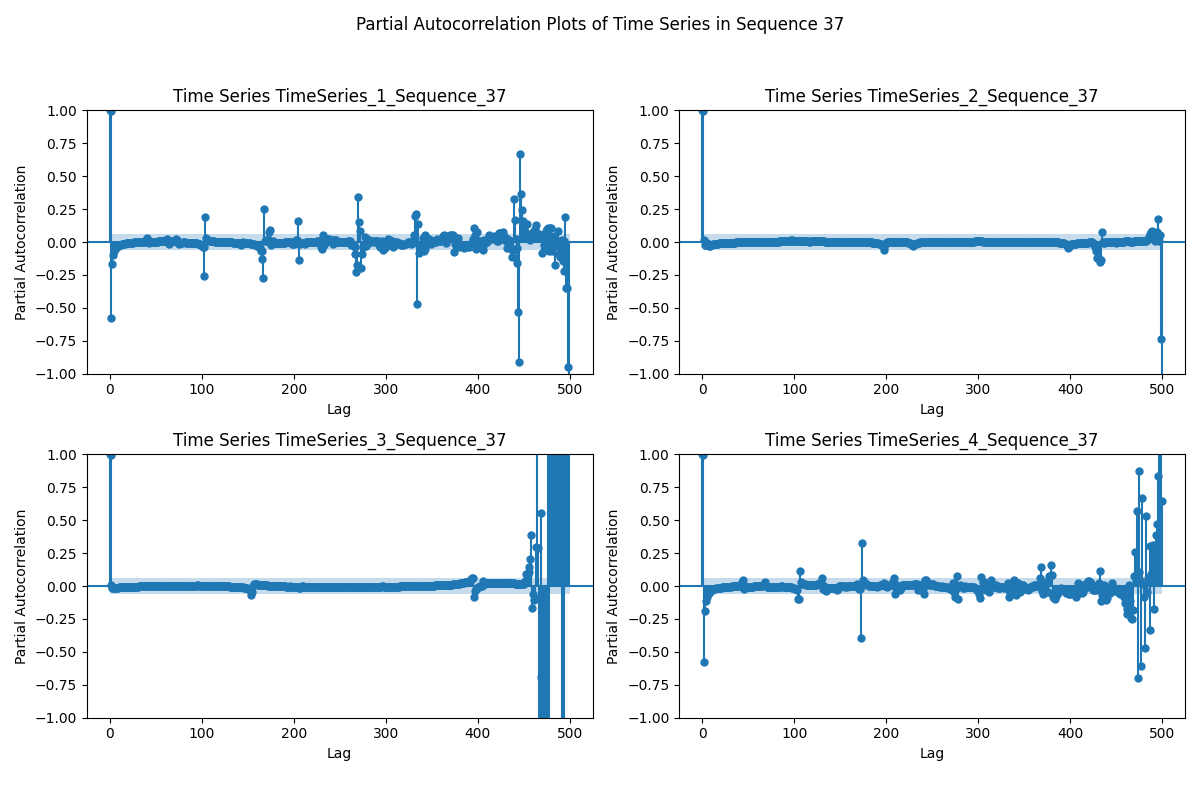 Partial Autocorrelation Plots of Time Series in Sequence 37
Time Series TimeSeries_1_Sequence_37
1.00
0.75
0.50
0.25
0.00
−0.25
−0.50
−0.75
−1.00
Partial Autocorrelation
0 100 200 300 400 500
Lag
Time Series TimeSeries_2_Sequence_37
1.00
0.75
0.50
0.25
0.00
−0.25
−0.50
−0.75
−1.00
Partial Autocorrelation
0 100 200 300 400 500
Lag
Time Series TimeSeries_3_Sequence_37
1.00
0.75
0.50
0.25
0.00
−0.25
−0.50
−0.75
−1.00
Partial Autocorrelation
0 100 200 300 400 500
Lag
Time Series TimeSeries_4_Sequence_37
1.00
0.75
0.50
0.25
0.00
−0.25
−0.50
−0.75
−1.00
Partial Autocorrelation
0 100 200 300 400 500
Lag